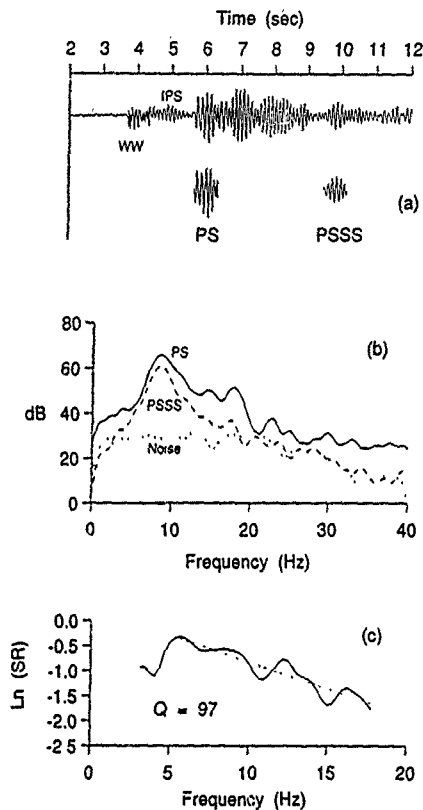 Time (sec)
2 3 4 5 6 7 8 9 10 11 12
IPS
WW
(a)
PS PSSS
80
(b)
PS
60
dB
PSSS
40
Noise
20
0
0 10 20 30 40
Frequency (Hz)
0.0
(c)
-0.5
Ln (SR)
-1.0
-1.5
Q = 97
-2.0
-2 5
0 5 10 15 20
Frequency (Hz)